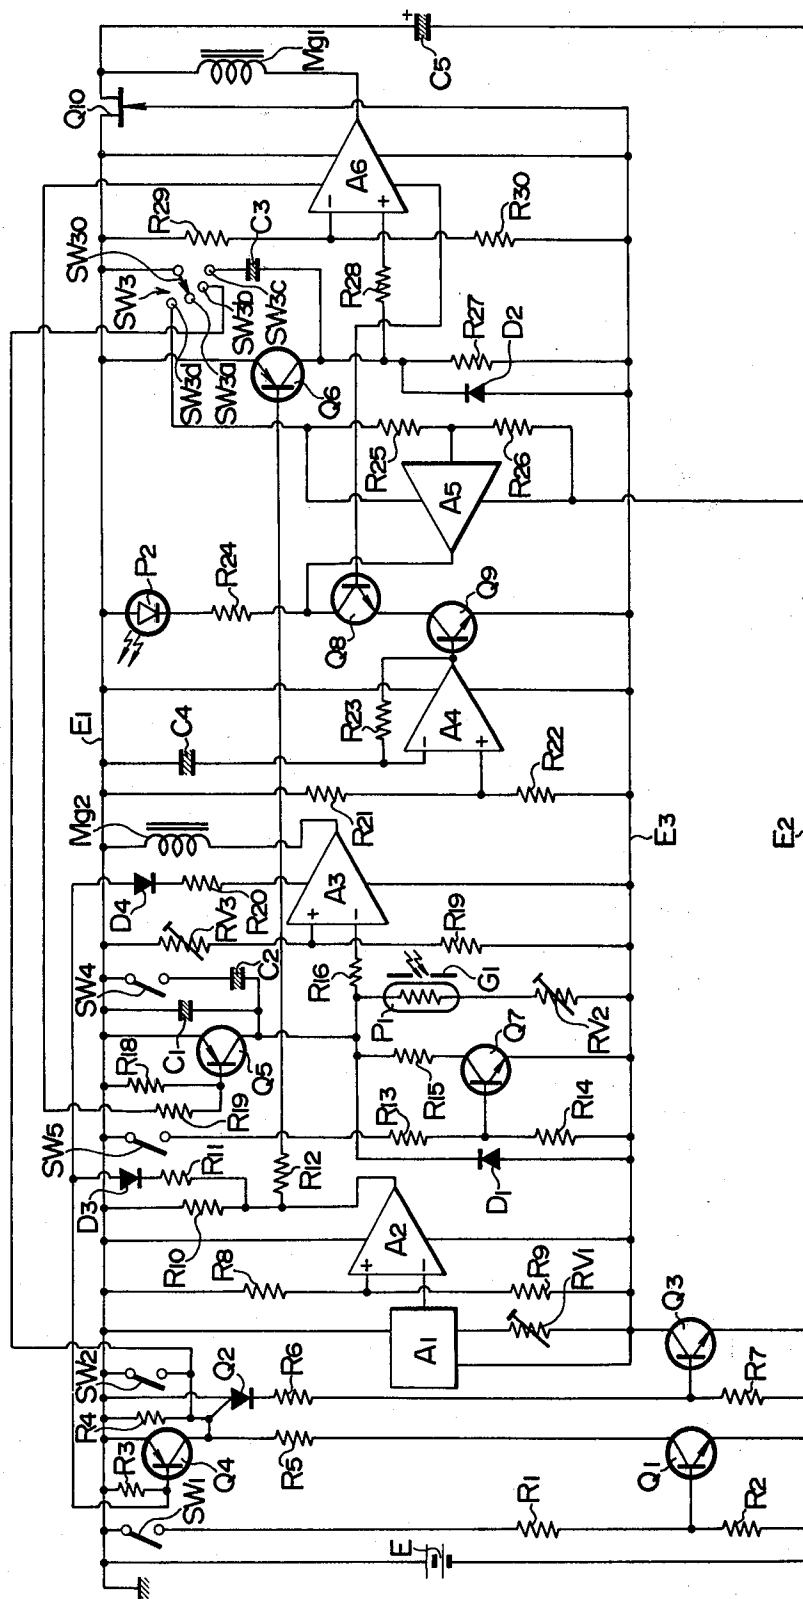 E
SW1
R3
Q4
R4
SW2
Q2
R5
R6
R1
R2
Q1
R7
Q3
A1
RV1
R8
R9
A2
R10
D3
R11
R12
SW5
R19
R18
Q5
C1
SW4
C2
R13
R14
D1
R15
Q7
P1
G1
RV2
R16
RV3
R19
D4
R20
A3
Mg2
R21
R22
E1
C4
R23
A4
Q9
Q8
E3
E2
P2
R24
A5
R25
R26
Q6
SW3d
SW3a
SW3b
SW3c
SW3
SW30
C3
D2
R27
R28
R29
R30
A6
-
+
Q10
Mg1
C5
+